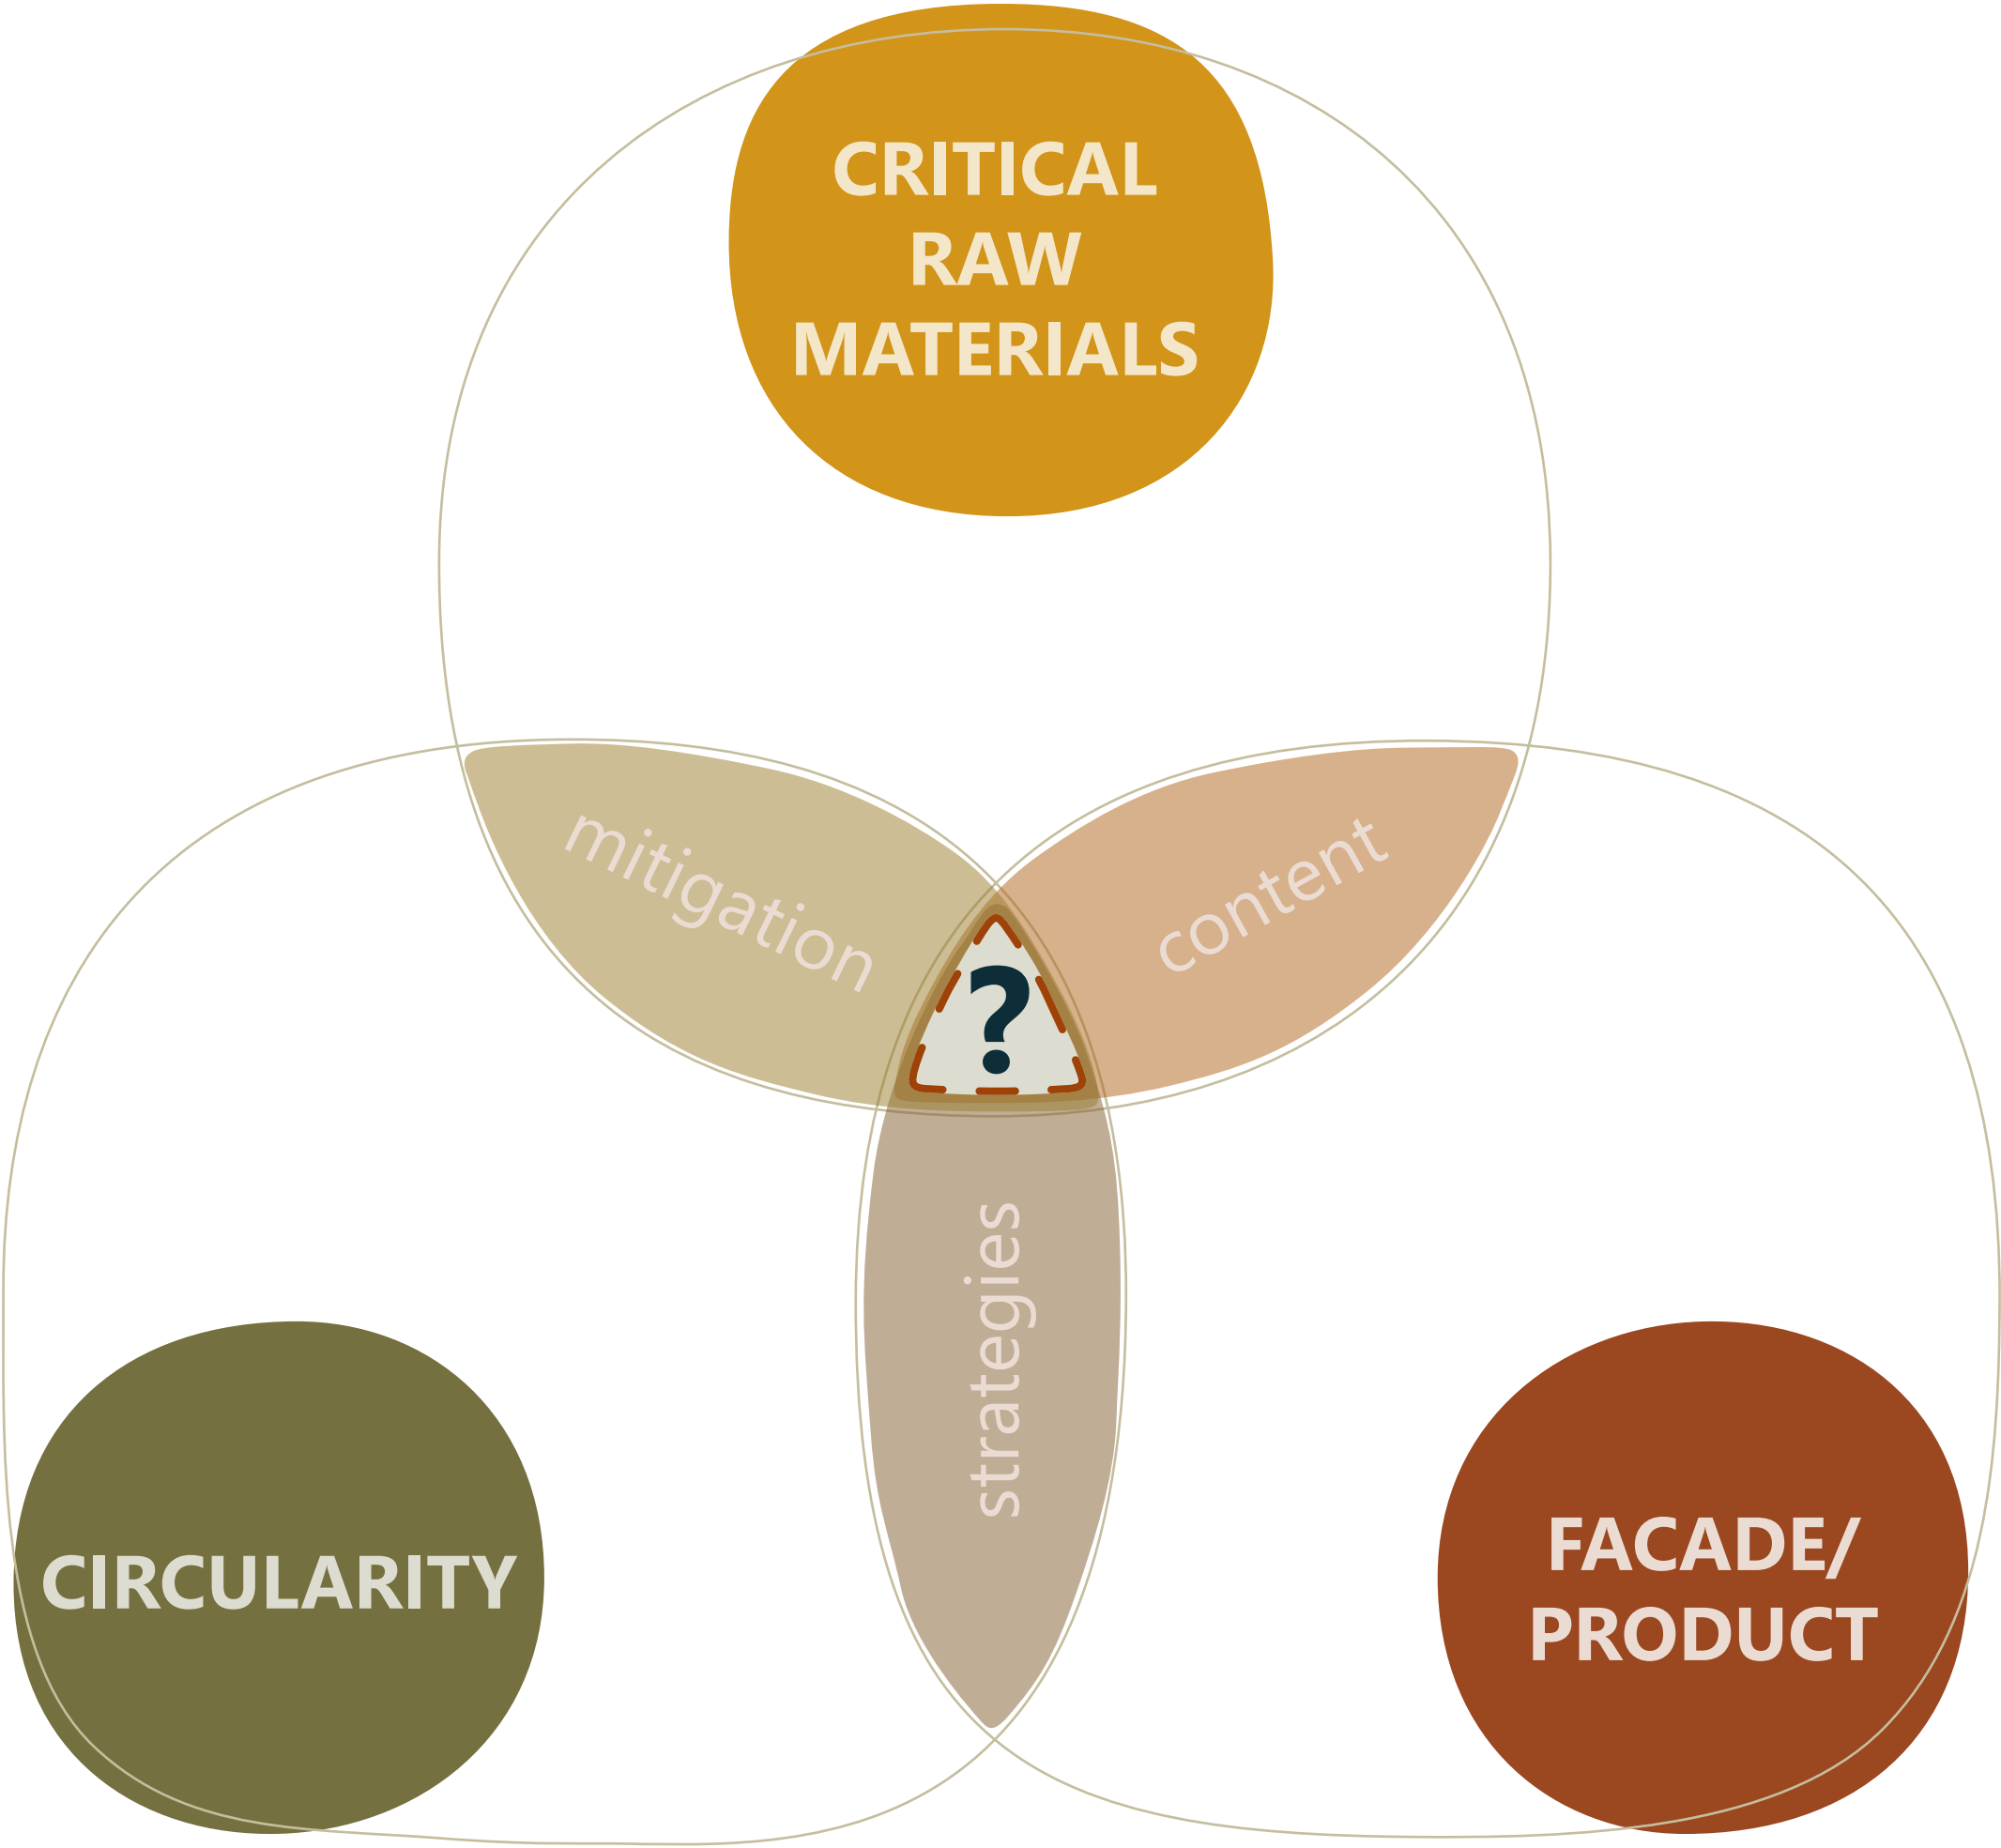 CRITICAL
RAW
MATERIALS
mitigation
content
?
strategies
CIRCULARITY
FACADE/
PRODUCT